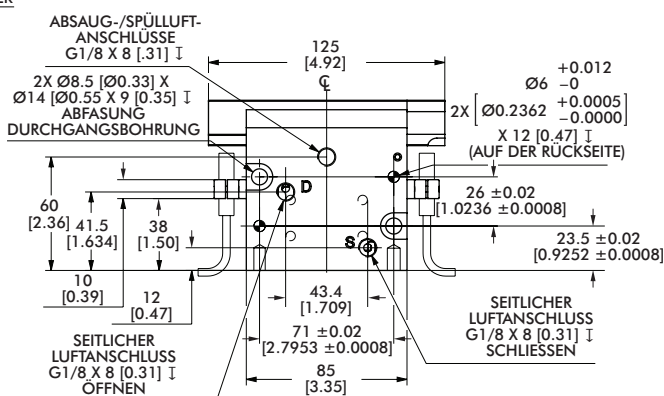 ER
ABSAUG-/SPÜLLUFT-
ANSCHLÜSSE
G1/8 X 8 [.31] ↧
2X Ø8.5 [Ø0.33] X
Ø14 [Ø0.55 X 9 [0.35] ↧
ABFASUNG
DURCHGANGSBOHRUNG
125
[4.92]
℄
+0.012
Ø6 -0
2X [Ø0.2362 +0.0005 -0.0000]
X 12 [0.47] ↧
(AUF DER RÜCKSEITE)
D
S
60
[2.36]
41.5
[1.634]
38
[1.50]
10
[0.39]
12
[0.47]
26 ±0.02
[1.0236 ±0.0008]
23.5 ±0.02
[0.9252 ±0.0008]
43.4
[1.709]
71 ±0.02
[2.7953 ±0.0008]
85
[3.35]
SEITLICHER
LUFTANSCHLUSS
G1/8 X 8 [0.31] ↧
ÖFFNEN
SEITLICHER
LUFTANSCHLUSS
G1/8 X 8 [0.31] ↧
SCHLIESSEN